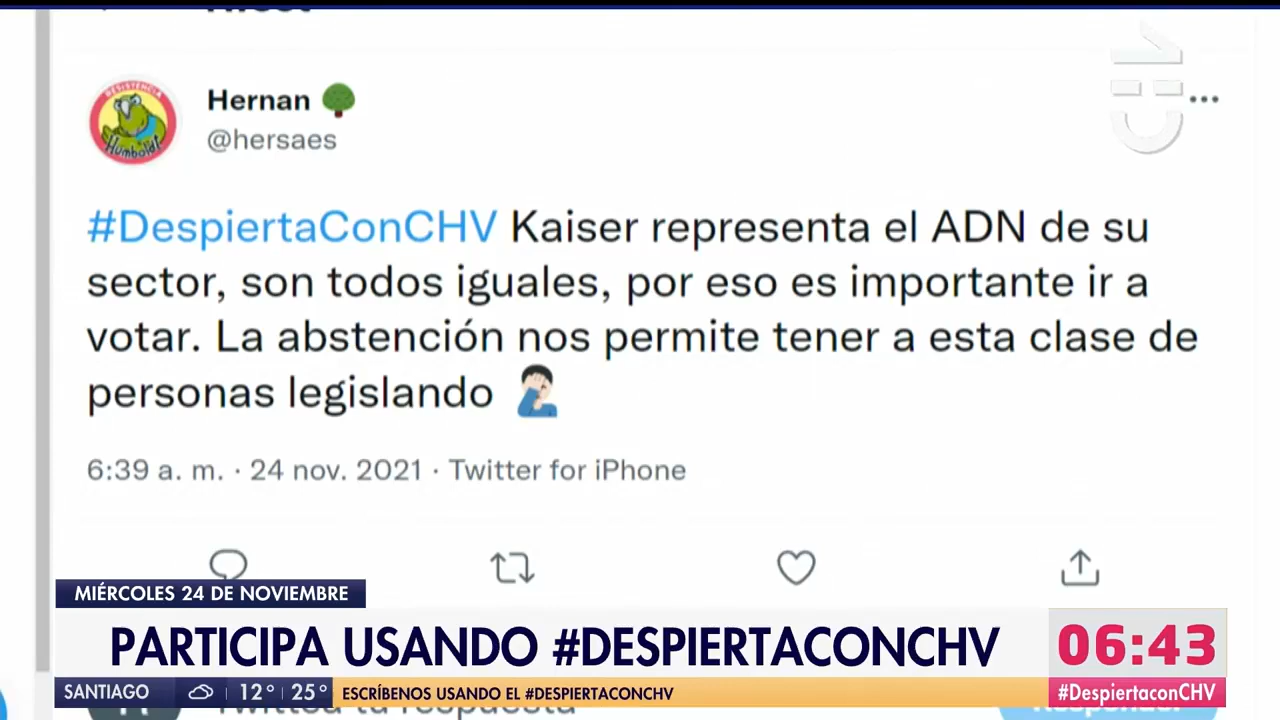 RESISTENCIA
Humboldt
Hernan
@hersaes
#DespiertaConCHV Kaiser representa el ADN de su
sector, son todos iguales, por eso es importante ir a
votar. La abstención nos permite tener a esta clase de
personas legislando
6:39 a. m. · 24 nov. 2021 · Twitter for iPhone
MIÉRCOLES 24 DE NOVIEMBRE
PARTICIPA USANDO #DESPIERTACONCHV
06:43
SANTIAGO 12° 25° ESCRÍBENOS USANDO EL #DESPIERTACONCHV
#DespiertaconCHV